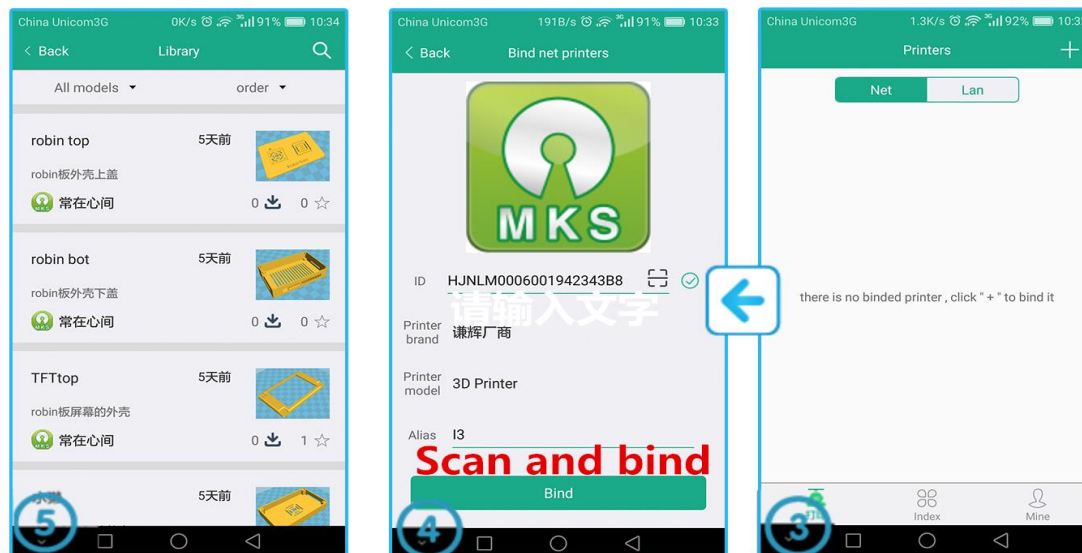 China Unicom3G 0K/s 3G 91% 10:34
< Back Library
All models order
robin top 5天前
robin板外壳上盖
MKS 常在心间 0 0
robin bot 5天前
robin板外壳下盖
MKS 常在心间 0 0
TFTtop 5天前
robin板屏幕的外壳
MKS 常在心间 0 1
5天前
5
China Unicom3G 191B/s 3G 91% 10:33
< Back Bind net printers
MKS
ID HJNLM0006001942343B8
请输入文字
Printer brand 谦辉厂商
Printer model 3D Printer
Alias I3
Scan and bind
Bind
4
China Unicom3G 1.3K/s 3G 92%
Printers +
Net Lan
there is no binded printer , click " + " to bind it
Index Mine
3